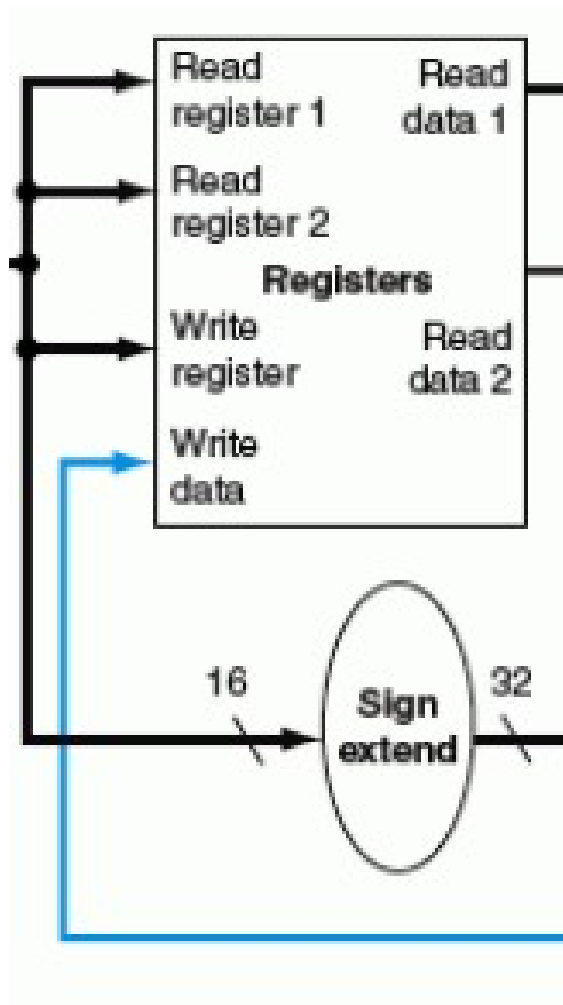 Read
register 1
Read
data 1
Read
register 2
Registers
Write
register
Read
data 2
Write
data
16
Sign
extend
32